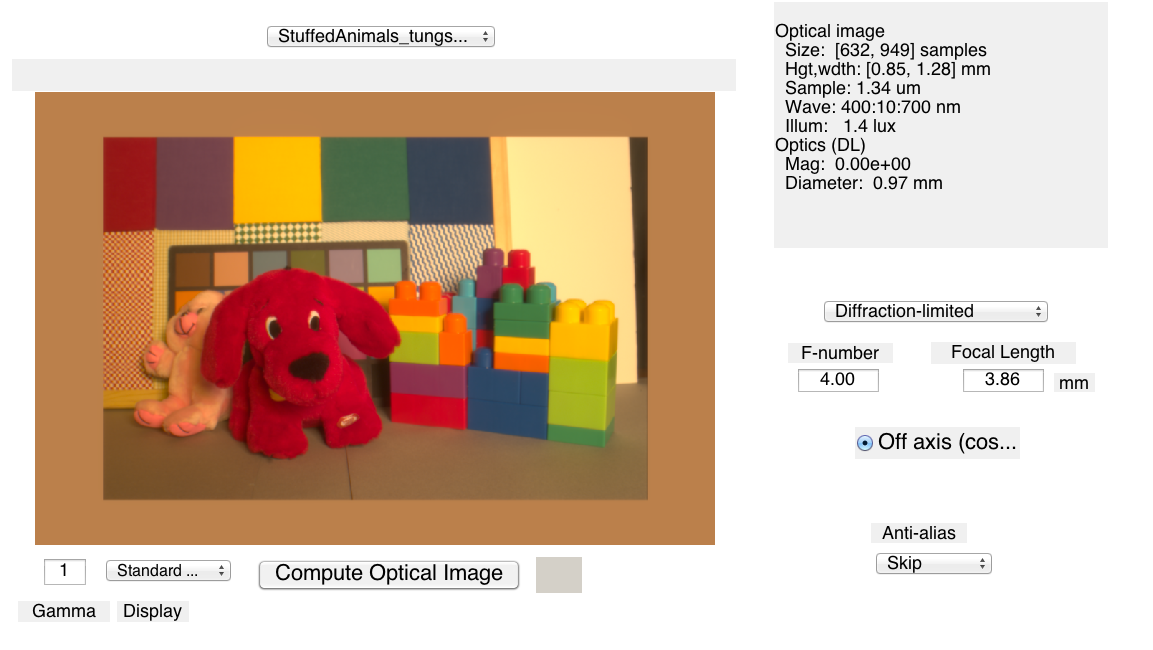 StuffedAnimals_tungs...
Optical image
Size:  [632, 949] samples
Hgt,wdth: [0.85, 1.28] mm
Sample: 1.34 um
Wave: 400:10:700 nm
Illum:   1.4 lux
Optics (DL)
Mag:  0.00e+00
Diameter:  0.97 mm
Diffraction-limited
F-number
Focal Length
4.00
3.86
mm
Off axis (cos...
Anti-alias
Skip
1
Standard ...
Compute Optical Image
Gamma
Display